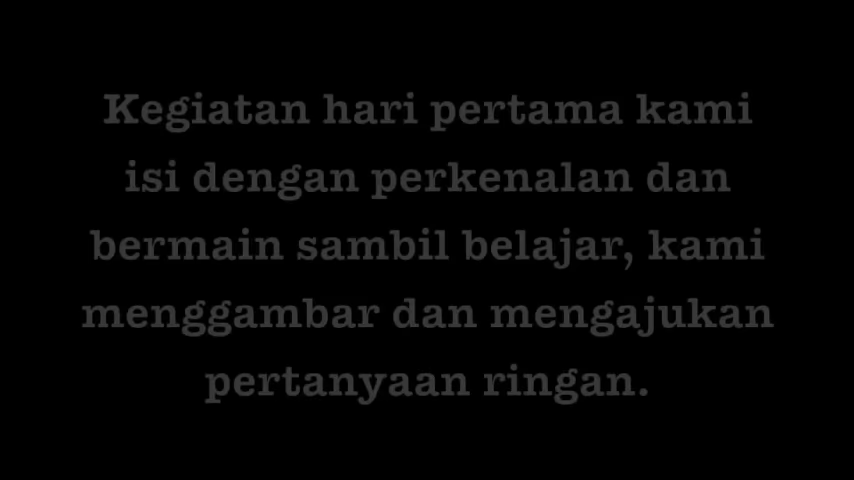 Kegiatan hari pertama kami
isi dengan perkenalan dan
bermain sambil belajar, kami
menggambar dan mengajukan
pertanyaan ringan.